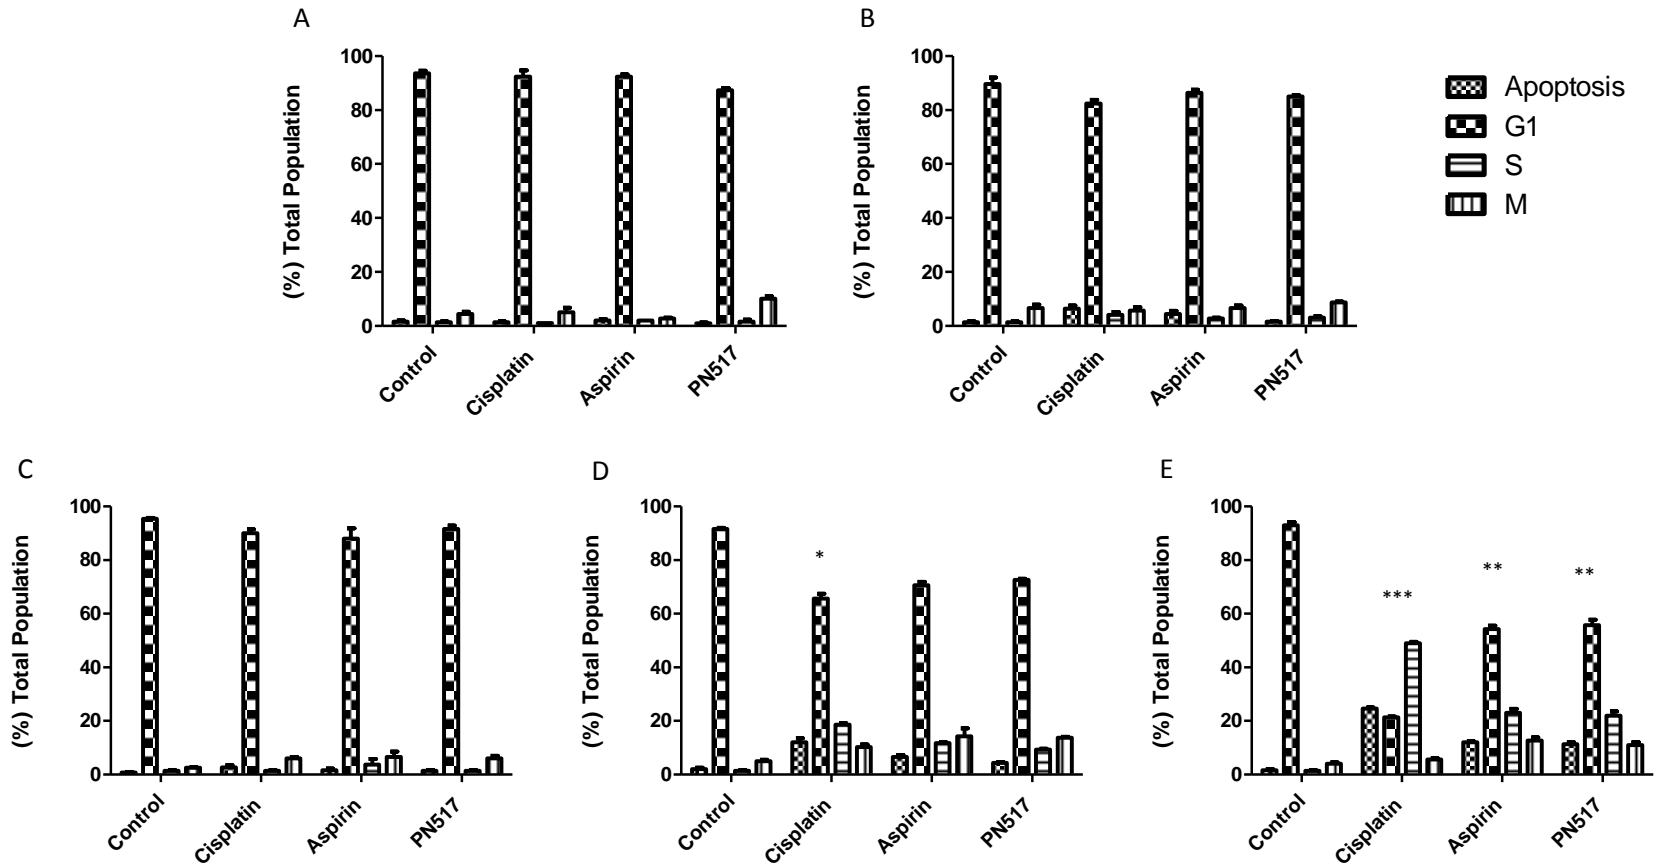 A
(%) Total Population
100
80
60
40
20
0
Control
Cisplatin
Aspirin
PN517
B
(%) Total Population
100
80
60
40
20
0
Control
Cisplatin
Aspirin
PN517
Apoptosis
G1
S
M
C
(%) Total Population
100
80
60
40
20
0
Control
Cisplatin
Aspirin
PN517
D
(%) Total Population
100
80
60
40
20
0
*
Control
Cisplatin
Aspirin
PN517
E
(%) Total Population
100
80
60
40
20
0
***
**
**
Control
Cisplatin
Aspirin
PN517